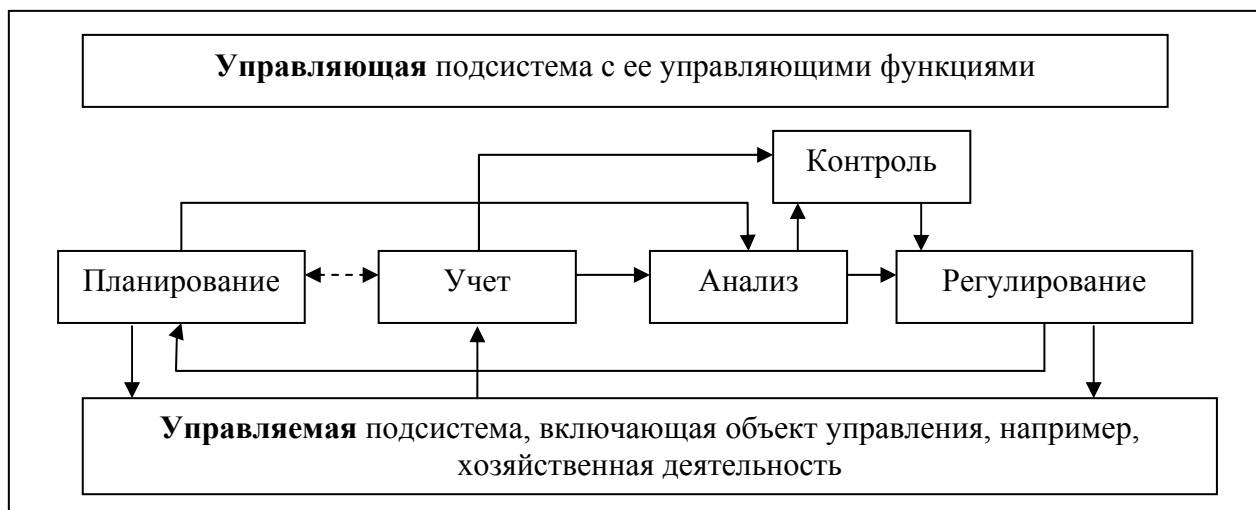 Управляющая подсистема с ее управляющими функциями
Контроль
Планирование
Учет
Анализ
Регулирование
Управляемая подсистема, включающая объект управления, например,
хозяйственная деятельность